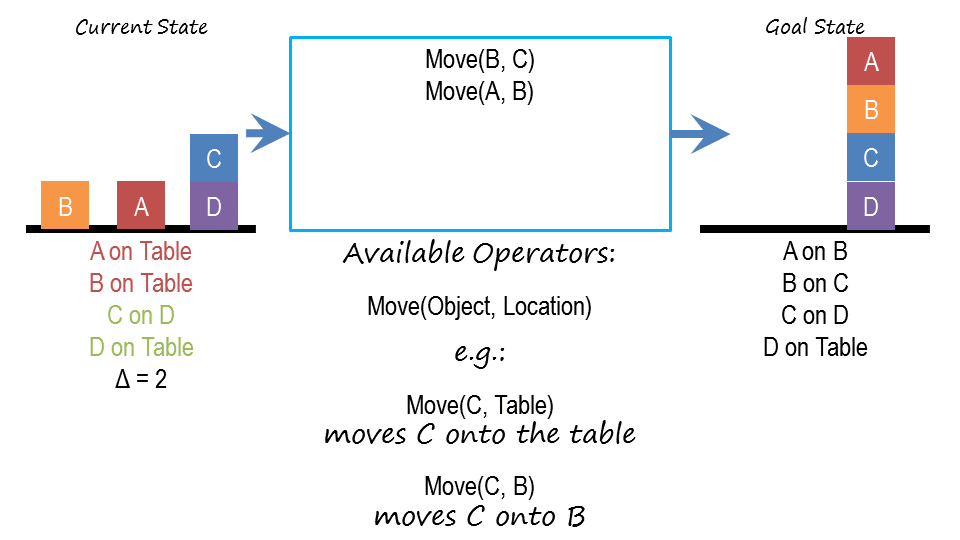 Current State
B
A
C
D
A on Table
B on Table
C on D
D on Table
Δ = 2
Move(B, C)
Move(A, B)
Available Operators:
Move(Object, Location)
e.g.:
Move(C, Table)
moves C onto the table
Move(C, B)
moves C onto B
Goal State
A
B
C
D
A on B
B on C
C on D
D on Table